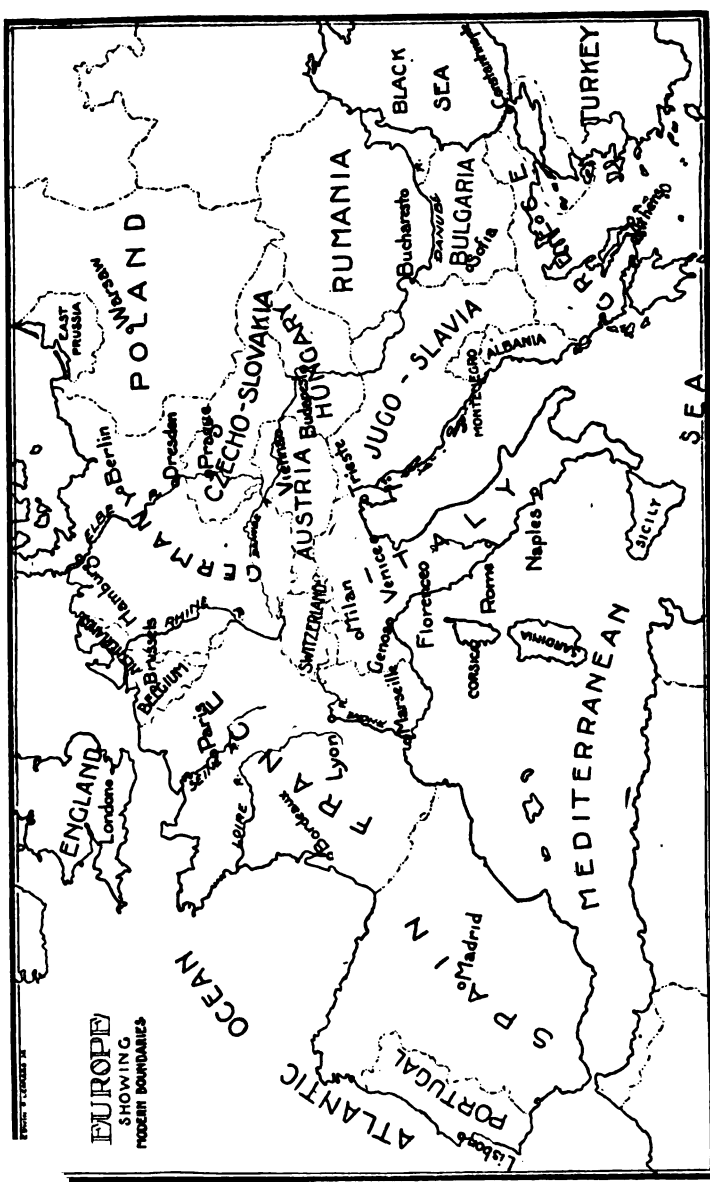 EUROPE
SHOWING
MODERN BOUNDARIES
ENGLAND
London
ATLANTIC
OCEAN
NETHERLANDS
Brussels
BELGIUM
Hamburg
ELBE
Berlin
EAST
PRUSSIA
Warsaw
POLAND
GERMANY
RHINE R.
Dresden
Prague
CZECHO-SLOVAKIA
Paris
SEINE R.
LOIRE R.
FRANCE
Bordeaux
Lyon
RHONE R.
Marseille
SWITZERLAND
DANUBE
Vienna
AUSTRIA
Budapest
HUNGARY
RUMANIA
Bucharest
DANUBE R.
BLACK
SEA
Milan
Genoa
Venice
Trieste
ITALY
Florence
Rome
Naples
CORSICA
SARDINIA
SICILY
JUGO-SLAVIA
MONTENEGRO
ALBANIA
BULGARIA
Sofia
Constantinople
TURKEY
GREECE
Athens
PORTUGAL
Lisbon
SPAIN
Madrid
MEDITERRANEAN
SEA